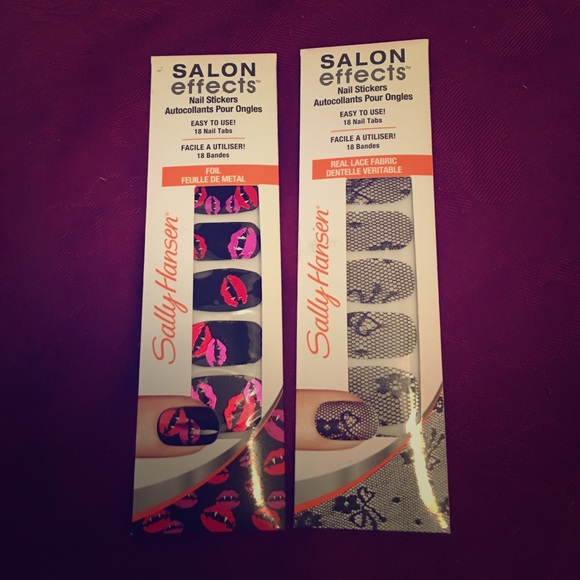 SALON
effects™
Nail Stickers
Autocollants Pour Ongles
EASY TO USE!
18 Nail Tabs
FACILE A UTILISER!
18 Bandes
FOIL
FEUILLE DE METAL
Sally Hansen®
SALON
effects™
Nail Stickers
Autocollants Pour Ongles
EASY TO USE!
18 Nail Tabs
FACILE A UTILISER!
18 Bandes
REAL LACE FABRIC
DENTELLE VERITABLE
Sally Hansen®